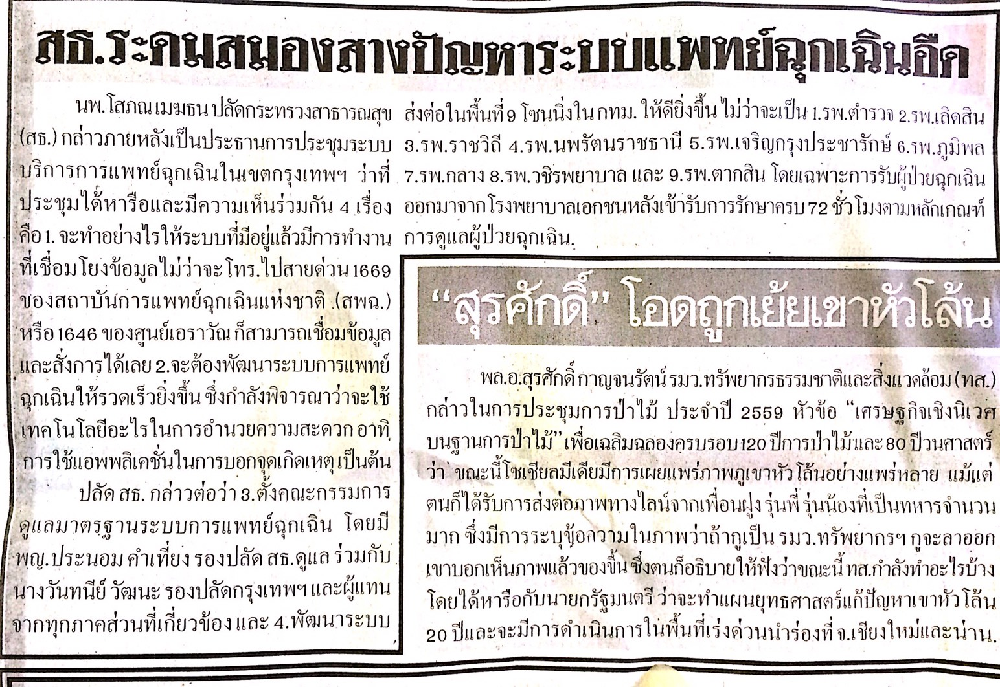 สธ.ระดมสมองสางปัญหาระบบแพทย์ฉุกเฉินอืด
นพ.โสภณ เมฆธน ปลัดกระทรวงสาธารณสุข
(สธ.) กล่าวภายหลังเป็นประธานการประชุมระบบ
บริการการแพทย์ฉุกเฉินในเขตกรุงเทพฯ ว่าที่
ประชุมได้หารือและมีความเห็นร่วมกัน 4 เรื่อง
คือ 1. จะทำอย่างไรให้ระบบที่มีอยู่แล้วมีการทำงาน
ที่เชื่อมโยงข้อมูลไม่ว่าจะโทร.ไปสายด่วน 1669
ของสถาบันการแพทย์ฉุกเฉินแห่งชาติ (สพฉ.)
หรือ 1646 ของศูนย์เอราวัณ ก็สามารถเชื่อมข้อมูล
และสั่งการได้เลย 2.จะต้องพัฒนาระบบการแพทย์
ฉุกเฉินให้รวดเร็วยิ่งขึ้น ซึ่งกำลังพิจารณาว่าจะใช้
เทคโนโลยีอะไรในการอำนวยความสะดวก อาทิ
การใช้แอพพลิเคชั่นในการบอกจุดเกิดเหตุ เป็นต้น
ปลัด สธ. กล่าวต่อว่า 3.ตั้งคณะกรรมการ
ดูแลมาตรฐานระบบการแพทย์ฉุกเฉิน โดยมี
พญ.ประนอม คำเที่ยง รองปลัด สธ.ดูแล ร่วมกับ
นางวันทนีย์ วัฒนะ รองปลัดกรุงเทพฯ และผู้แทน
จากทุกภาคส่วนที่เกี่ยวข้อง และ 4.พัฒนาระบบ
ส่งต่อในพื้นที่ 9 โซนนิ่งใน กทม. ให้ดียิ่งขึ้น ไม่ว่าจะเป็น 1.รพ.ตำรวจ 2.รพ.เลิดสิน
3.รพ.ราชวิถี 4.รพ.นพรัตนราชธานี 5.รพ.เจริญกรุงประชารักษ์ 6.รพ.ภูมิพล
7.รพ.กลาง 8.รพ.วชิรพยาบาล และ 9.รพ.ตากสิน โดยเฉพาะการรับผู้ป่วยฉุกเฉิน
ออกมาจากโรงพยาบาลเอกชนหลังเข้ารับการรักษาครบ 72 ชั่วโมงตามหลักเกณฑ์
การดูแลผู้ป่วยฉุกเฉิน.
“สุรศักดิ์” โอดถูกเย้ยเขาหัวโล้น
พล.อ.สุรศักดิ์ กาญจนรัตน์ รมว.ทรัพยากรธรรมชาติและสิ่งแวดล้อม (ทส.)
กล่าวในการประชุมการป่าไม้ ประจำปี 2559 หัวข้อ “เศรษฐกิจเชิงนิเวศ
บนฐานการป่าไม้” เพื่อเฉลิมฉลองครบรอบ 120 ปีการป่าไม้และ 80 ปีวนศาสตร์
ว่า ขณะนี้โซเชียลมีเดียมีการเผยแพร่ภาพภูเขาหัวโล้นอย่างแพร่หลาย แม้แต่
ตนก็ได้รับการส่งต่อภาพทางไลน์จากเพื่อนฝูง รุ่นพี่ รุ่นน้องที่เป็นทหารจำนวน
มาก ซึ่งมีการระบุข้อความในภาพว่าถ้ากูเป็น รมว.ทรัพยากรฯ กูจะลาออก
เขาบอกเห็นภาพแล้วของขึ้น ซึ่งตนก็อธิบายให้ฟังว่าขณะนี้ ทส.กำลังทำอะไรบ้าง
โดยได้หารือกับนายกรัฐมนตรี ว่าจะทำแผนยุทธศาสตร์แก้ปัญหาเขาหัวโล้น
20 ปีและจะมีการดำเนินการในพื้นที่เร่งด่วนนำร่องที่ จ.เชียงใหม่และน่าน.